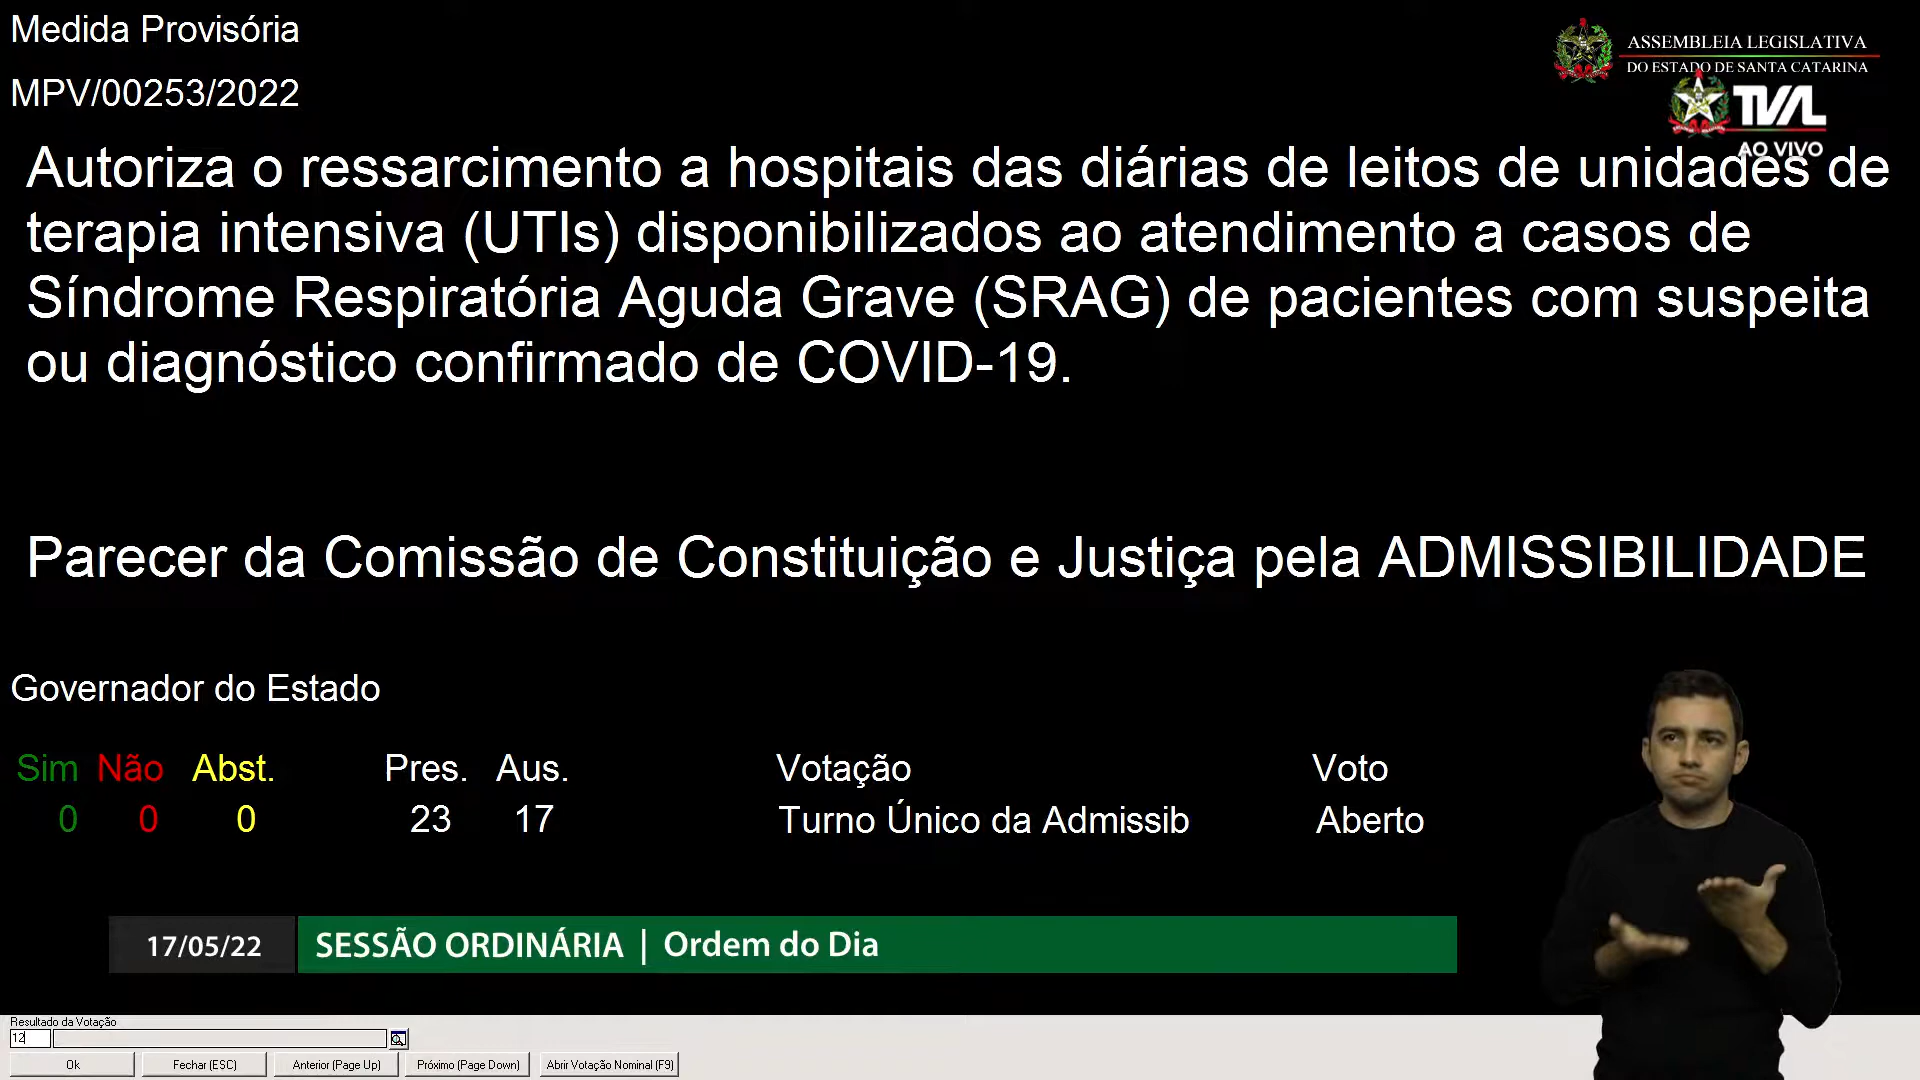 Medida Provisória
MPV/00253/2022
ASSEMBLEIA LEGISLATIVA
DO ESTADO DE SANTA CATARINA
TVAL
AO VIVO
Autoriza o ressarcimento a hospitais das diárias de leitos de unidades de
terapia intensiva (UTIs) disponibilizados ao atendimento a casos de
Síndrome Respiratória Aguda Grave (SRAG) de pacientes com suspeita
ou diagnóstico confirmado de COVID-19.
Parecer da Comissão de Constituição e Justiça pela ADMISSIBILIDADE
Governador do Estado
Sim Não Abst. Pres. Aus. Votação Voto
0 0 0 23 17 Turno Único da Admissib Aberto
17/05/22 SESSÃO ORDINÁRIA | Ordem do Dia
Resultado da Votação
12
Ok Fechar (ESC) Anterior (Page Up) Próximo (Page Down) Abrir Votação Nominal (F9)